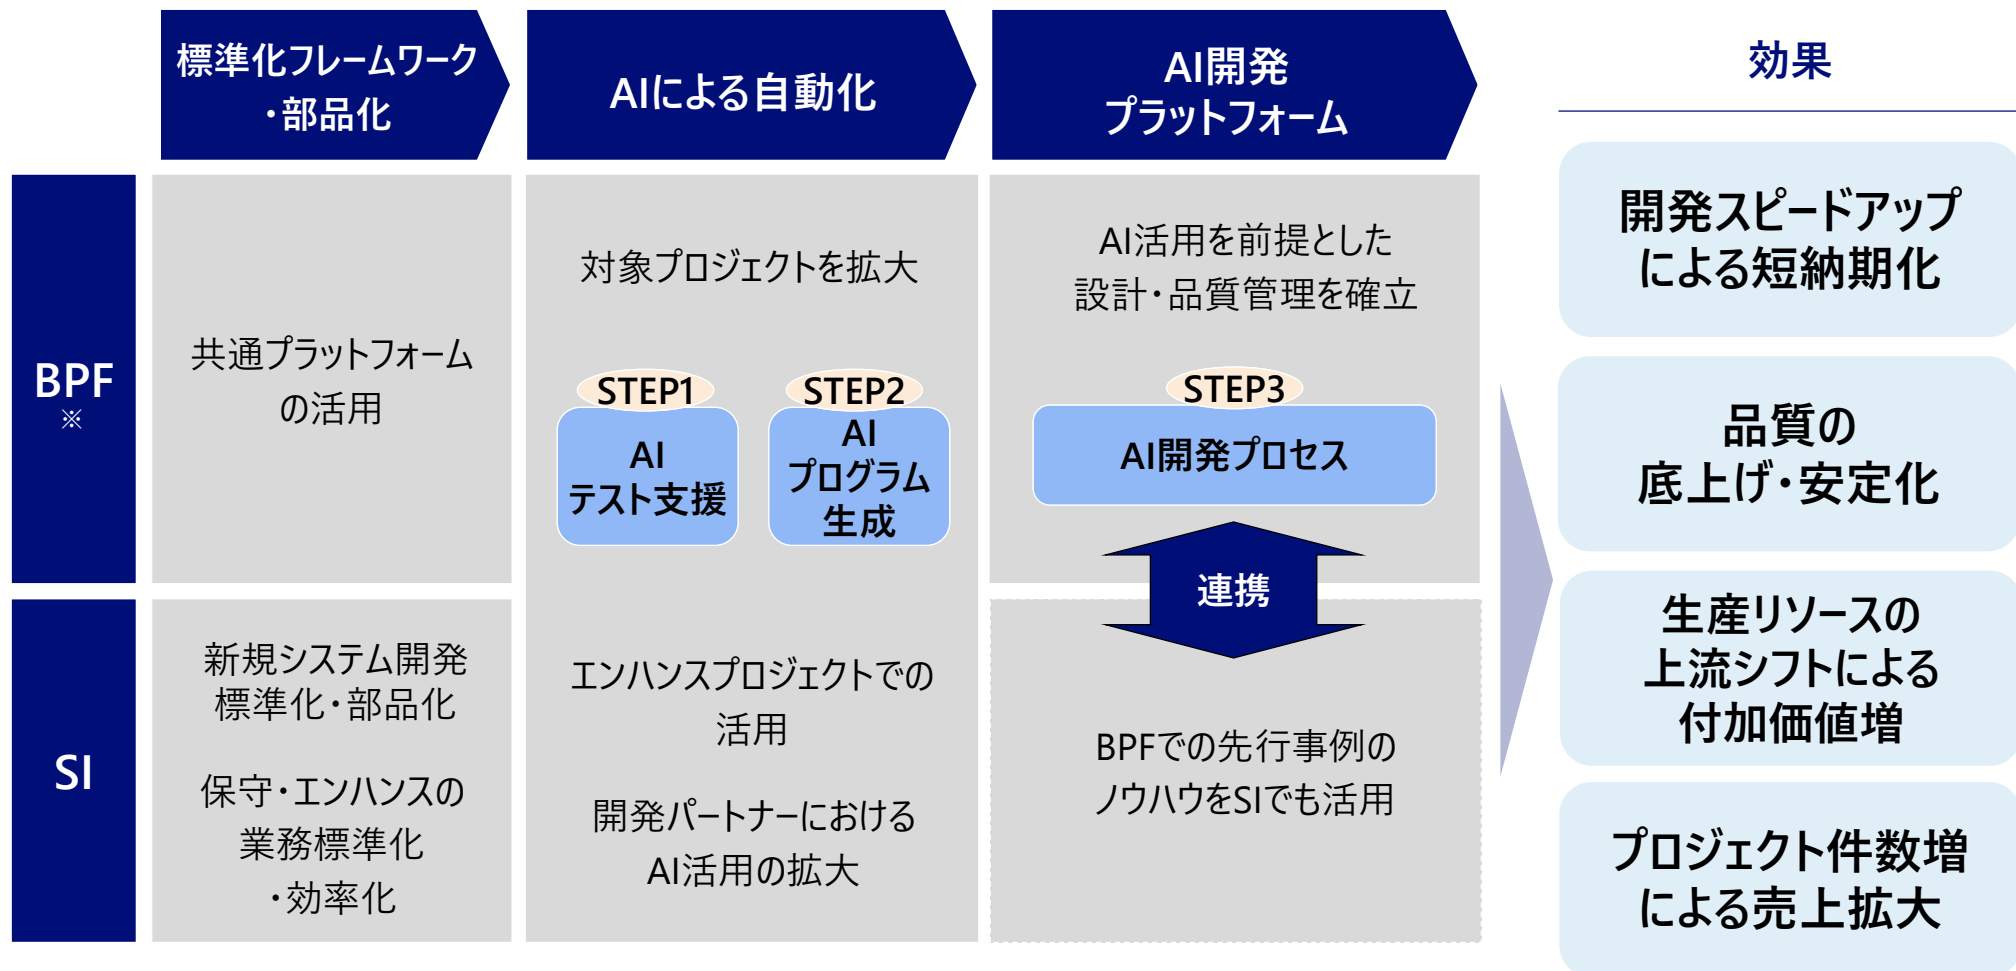 標準化フレームワーク
・部品化
AIによる自動化
AI開発
プラットフォーム
効果
BPF
※
共通プラットフォーム
の活用
対象プロジェクトを拡大
STEP1
AI
テスト支援
STEP2
AI
プログラム
生成
AI活用を前提とした
設計・品質管理を確立
STEP3
AI開発プロセス
連携
SI
新規システム開発
標準化・部品化
保守・エンハンスの
業務標準化
・効率化
エンハンスプロジェクトでの
活用
開発パートナーにおける
AI活用の拡大
BPFでの先行事例の
ノウハウをSIでも活用
開発スピードアップ
による短納期化
品質の
底上げ・安定化
生産リソースの
上流シフトによる
付加価値増
プロジェクト件数増
による売上拡大